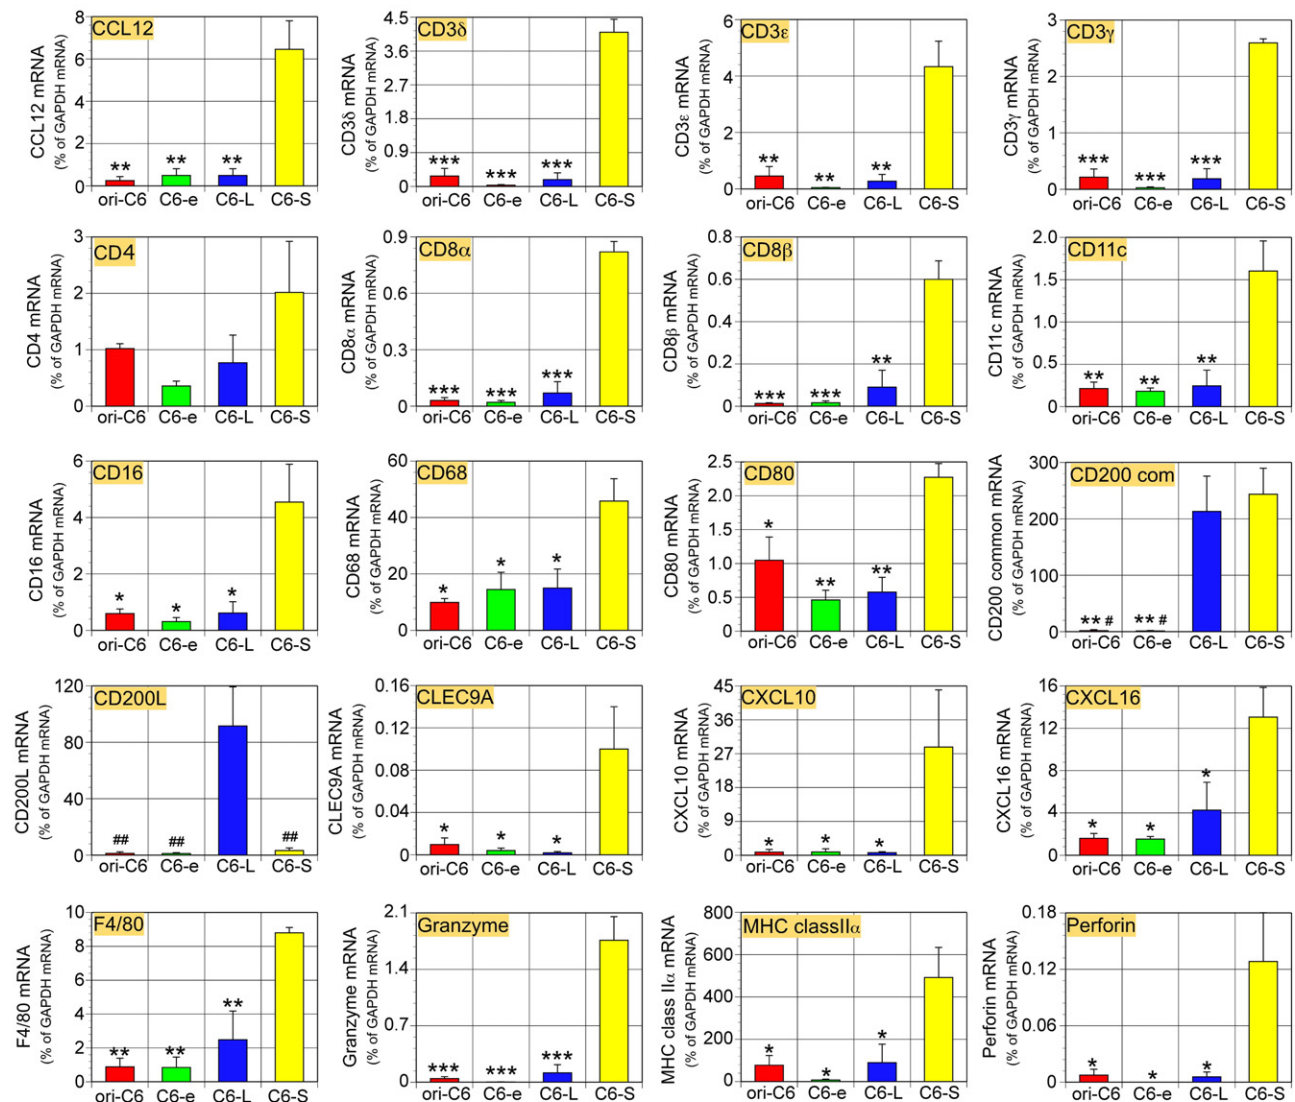 CCL12
CCL12 mRNA
(% of GAPDH mRNA)
8
6
4
2
0
** ** **
ori-C6 C6-e C6-L C6-S
CD3δ
CD3δ mRNA
(% of GAPDH mRNA)
4.5
3.6
2.7
1.8
0.9
0
*** *** ***
ori-C6 C6-e C6-L C6-S
CD3ε
CD3ε mRNA
(% of GAPDH mRNA)
6
4
2
0
** ** **
ori-C6 C6-e C6-L C6-S
CD3γ
CD3γ mRNA
(% of GAPDH mRNA)
3
2
1
0
*** *** ***
ori-C6 C6-e C6-L C6-S
CD4
CD4 mRNA
(% of GAPDH mRNA)
3
2
1
0
ori-C6 C6-e C6-L C6-S
CD8α
CD8α mRNA
(% of GAPDH mRNA)
0.9
0.6
0.3
0
*** *** ***
ori-C6 C6-e C6-L C6-S
CD8β
CD8β mRNA
(% of GAPDH mRNA)
0.8
0.6
0.4
0.2
0
*** *** **
ori-C6 C6-e C6-L C6-S
CD11c
CD11c mRNA
(% of GAPDH mRNA)
2.0
1.5
1.0
0.5
0
** ** **
ori-C6 C6-e C6-L C6-S
CD16
CD16 mRNA
(% of GAPDH mRNA)
6
4
2
0
* * *
ori-C6 C6-e C6-L C6-S
CD68
CD68 mRNA
(% of GAPDH mRNA)
60
40
20
0
* * *
ori-C6 C6-e C6-L C6-S
CD80
CD80 mRNA
(% of GAPDH mRNA)
2.5
2.0
1.5
1.0
0.5
0
* ** **
ori-C6 C6-e C6-L C6-S
CD200 com
CD200 common mRNA
(% of GAPDH mRNA)
300
200
100
0
**# **#
ori-C6 C6-e C6-L C6-S
CD200L
CD200L mRNA
(% of GAPDH mRNA)
120
80
40
0
## ## ##
ori-C6 C6-e C6-L C6-S
CLEC9A
CLEC9A mRNA
(% of GAPDH mRNA)
0.16
0.12
0.08
0.04
0
* * *
ori-C6 C6-e C6-L C6-S
CXCL10
CXCL10 mRNA
(% of GAPDH mRNA)
45
36
27
18
9
0
* * *
ori-C6 C6-e C6-L C6-S
CXCL16
CXCL16 mRNA
(% of GAPDH mRNA)
16
12
8
4
0
* * *
ori-C6 C6-e C6-L C6-S
F4/80
F4/80 mRNA
(% of GAPDH mRNA)
10
8
6
4
2
0
** ** **
ori-C6 C6-e C6-L C6-S
Granzyme
Granzyme mRNA
(% of GAPDH mRNA)
2.1
1.4
0.7
0
*** *** ***
ori-C6 C6-e C6-L C6-S
MHC classIIα
MHC class IIα mRNA
(% of GAPDH mRNA)
800
600
400
200
0
* * *
ori-C6 C6-e C6-L C6-S
Perforin
Perforin mRNA
(% of GAPDH mRNA)
0.18
0.12
0.06
0
* * *
ori-C6 C6-e C6-L C6-S